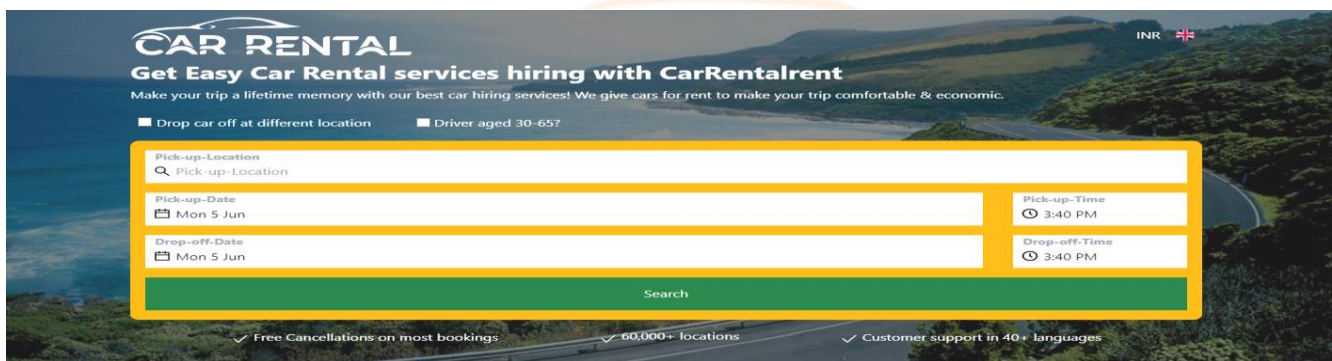 CAR RENTAL
INR
Get Easy Car Rental services hiring with CarRentalrent
Make your trip a lifetime memory with our best car hiring services! We give cars for rent to make your trip comfortable & economic.
Drop car off at different location Driver aged 30-65?
Pick-up-Location
Pick-up-Location
Pick-up-Date Pick-up-Time
Mon 5 Jun 3:40 PM
Drop-off-Date Drop-off-Time
Mon 5 Jun 3:40 PM
Search
Free Cancellations on most bookings 60,000+ locations Customer support in 40+ languages